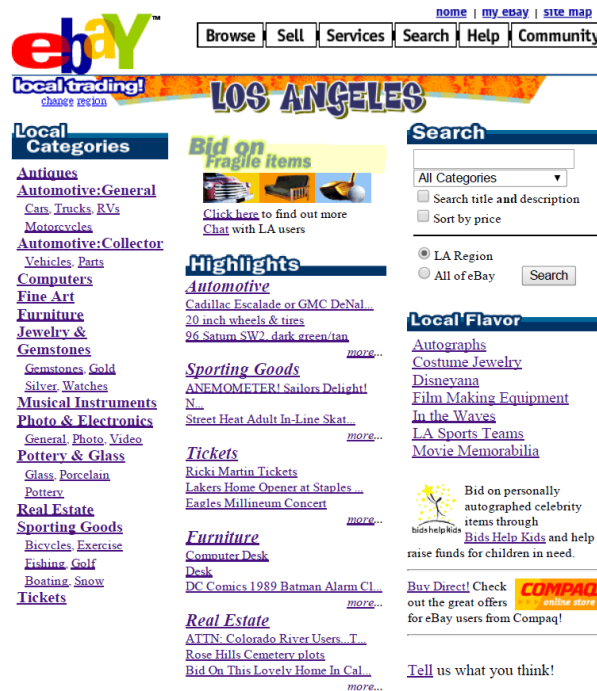 home | my eBay | site map
ebaY™
Browse Sell Services Search Help Community
local trading!
change region
LOS ANGELES
Local
Categories
Antiques
Automotive:General
Cars, Trucks, RVs
Motorcycles
Automotive:Collector
Vehicles, Parts
Computers
Fine Art
Furniture
Jewelry &
Gemstones
Gemstones, Gold
Silver, Watches
Musical Instruments
Photo & Electronics
General, Photo, Video
Pottery & Glass
Glass, Porcelain
Pottery
Real Estate
Sporting Goods
Bicycles, Exercise
Fishing, Golf
Boating, Snow
Tickets
Bid on
Fragile items
Click here to find out more
Chat with LA users
Highlights
Automotive
Cadillac Escalade or GMC DeNal...
20 inch wheels & tires
96 Saturn SW2, dark green/tan
more...
Sporting Goods
ANEMOMETER! Sailors Delight!
N...
Street Heat Adult In-Line Skat...
more...
Tickets
Ricki Martin Tickets
Lakers Home Opener at Staples ...
Eagles Millineum Concert
more...
Furniture
Computer Desk
Desk
DC Comics 1989 Batman Alarm Cl...
more...
Real Estate
ATTN: Colorado River Users...T...
Rose Hills Cemetery plots
Bid On This Lovely Home In Cal...
more...
Search
All Categories
Search title and description
Sort by price
LA Region
All of eBay Search
Local Flavor
Autographs
Costume Jewelry
Disneyana
Film Making Equipment
In the Waves
LA Sports Teams
Movie Memorabilia
bids help kids
Bid on personally
autographed celebrity
items through
Bids Help Kids and help
raise funds for children in need.
Buy Direct! Check
out the great offers
for eBay users from Compaq!
COMPAQ
online store
Tell us what you think!